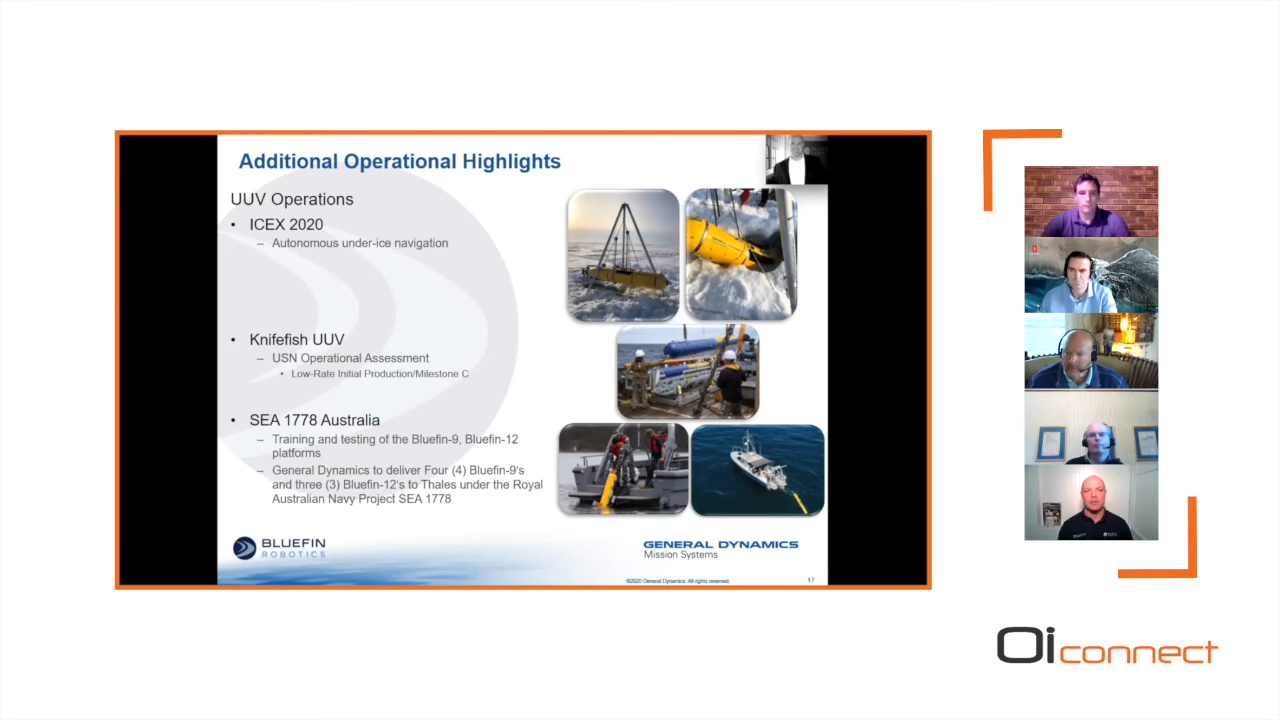 Additional Operational Highlights
UUV Operations
• ICEX 2020
– Autonomous under-ice navigation
• Knifefish UUV
– USN Operational Assessment
• Low-Rate Initial Production/Milestone C
• SEA 1778 Australia
– Training and testing of the Bluefin-9, Bluefin-12
platforms
– General Dynamics to deliver Four (4) Bluefin-9's
and three (3) Bluefin-12's to Thales under the Royal
Australian Navy Project SEA 1778
BLUEFIN
ROBOTICS
GENERAL DYNAMICS
Mission Systems
©2020 General Dynamics. All rights reserved.
17
Oi connect